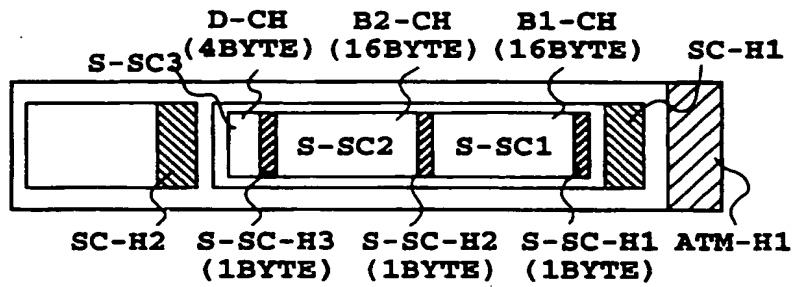 D-CH B2-CH B1-CH
(4BYTE) (16BYTE) (16BYTE) SC-H1
S-SC3
S-SC2 S-SC1
SC-H2 S-SC-H3 S-SC-H2 S-SC-H1 ATM-H1
(1BYTE) (1BYTE) (1BYTE)